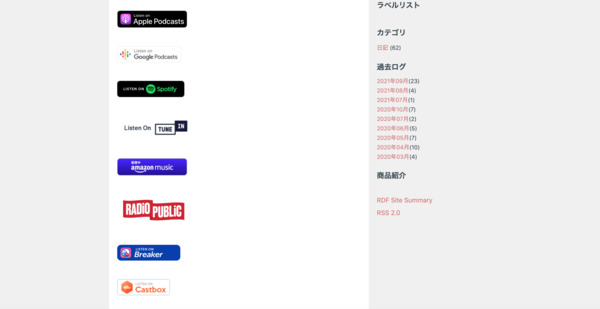 Listen on
Apple Podcasts
Listen on
Google Podcasts
LISTEN ON
Spotify
Listen On TUNE IN
amazon music
RADIO PUBLIC
LISTEN ON
Breaker
LISTEN ON
Castbox
ラベルリスト
カテゴリ
日記 (62)
過去ログ
2021年09月(23)
2021年08月(4)
2021年07月(1)
2020年10月(7)
2020年07月(2)
2020年06月(5)
2020年05月(7)
2020年04月(10)
2020年03月(4)
商品紹介
RDF Site Summary
RSS 2.0